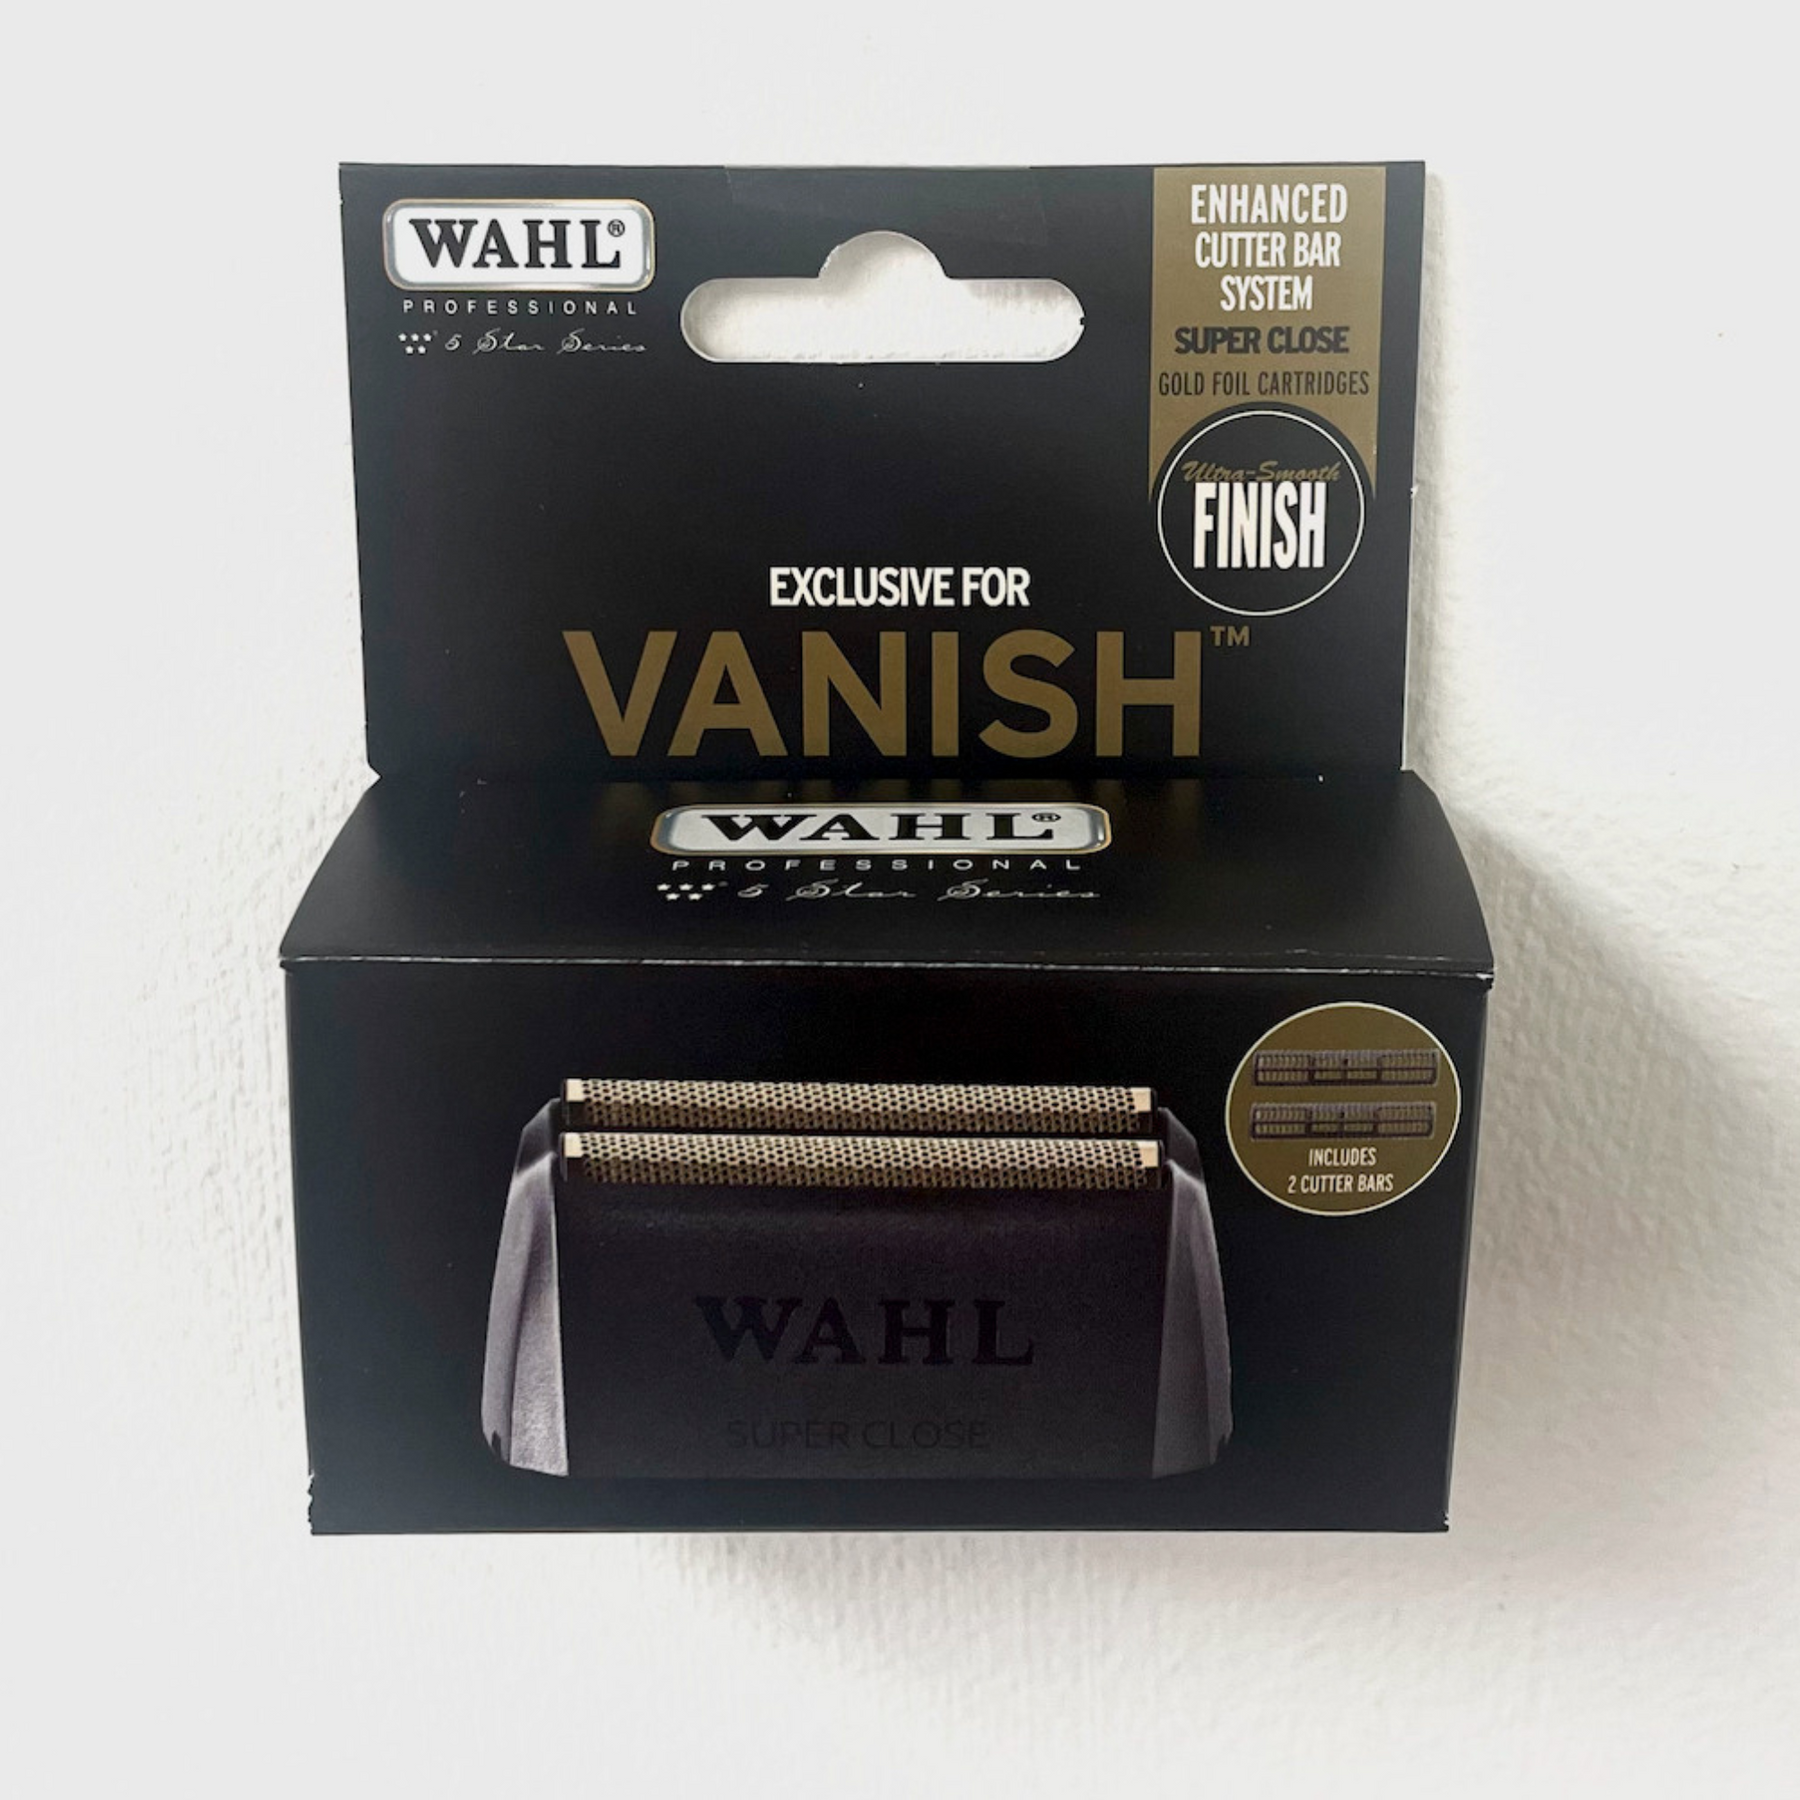 WAHL®
PROFESSIONAL
5 Star Series
ENHANCED
CUTTER BAR
SYSTEM
SUPER CLOSE
GOLD FOIL CARTRIDGES
Ultra-Smooth
FINISH
EXCLUSIVE FOR
VANISH™
WAHL®
PROFESSIONAL
5 Star Series
INCLUDES
2 CUTTER BARS
WAHL
SUPER CLOSE